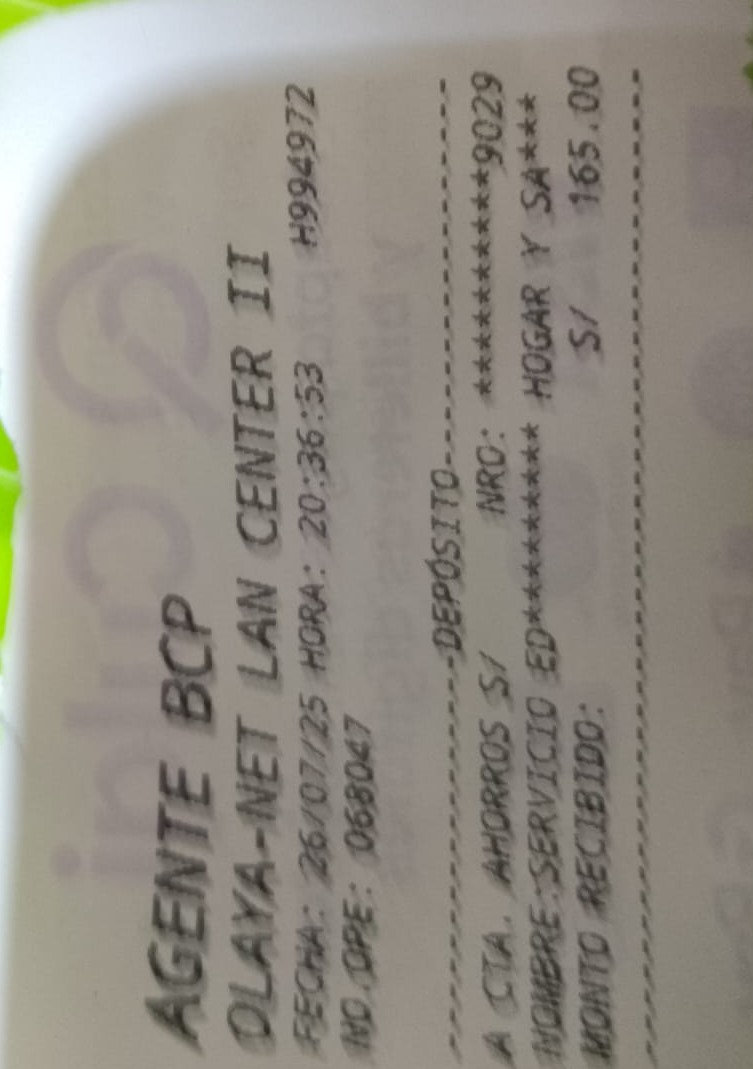 AGENTE BCP
OLAYA-NET LAN CENTER II
FECHA: 26/07/25 HORA: 20:36:53 H994972
NO.OPE: 068047
----------------------DEPÓSITO----------------------
A CTA. AHORROS S/ NRO: **********9029
NOMBRE:SERVICIO ED********** HOGAR Y SA****
MONTO RECIBIDO: S/ 165.00